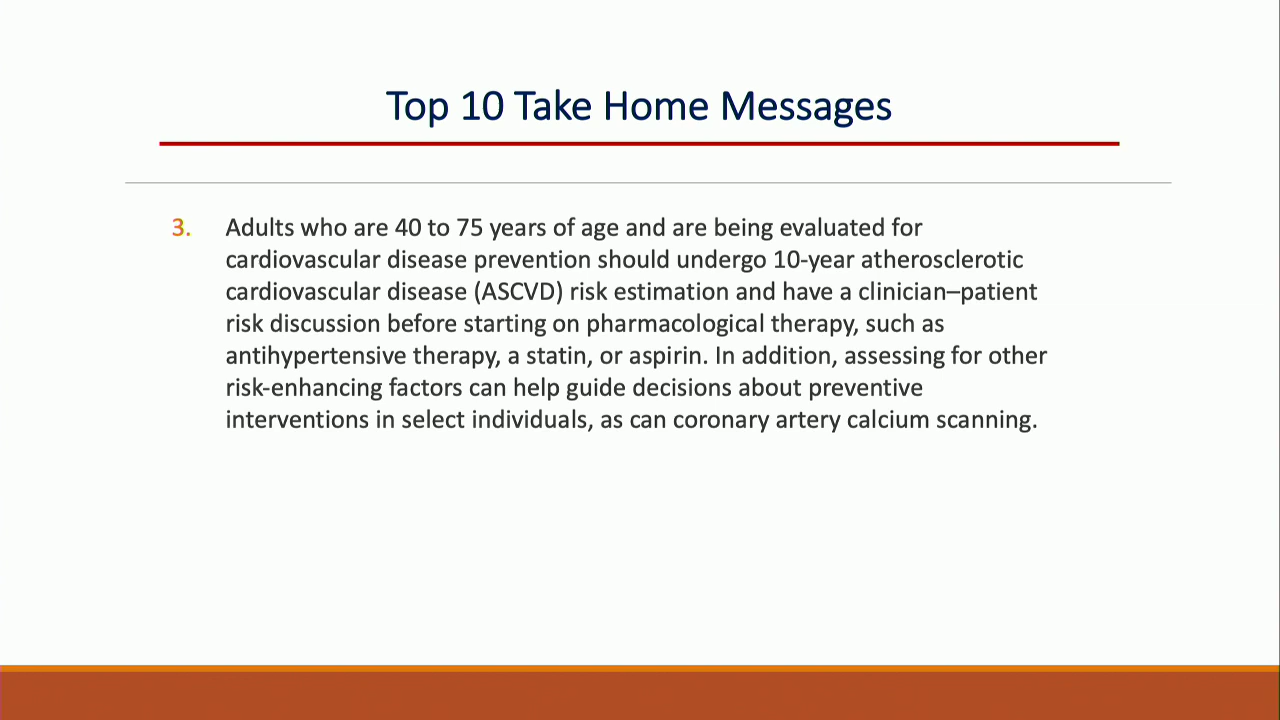 Top 10 Take Home Messages
3. Adults who are 40 to 75 years of age and are being evaluated for
cardiovascular disease prevention should undergo 10-year atherosclerotic
cardiovascular disease (ASCVD) risk estimation and have a clinician–patient
risk discussion before starting on pharmacological therapy, such as
antihypertensive therapy, a statin, or aspirin. In addition, assessing for other
risk-enhancing factors can help guide decisions about preventive
interventions in select individuals, as can coronary artery calcium scanning.